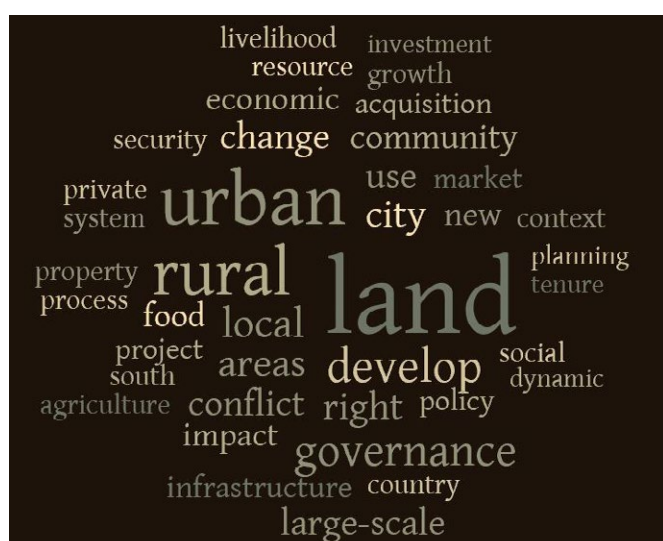 livelihood investment
resource growth
economic acquisition
security change community
private urban use market
system city new context
property rural land planning
process tenure
food local
project areas develop social
south dynamic
agriculture conflict right policy
impact governance
infrastructure country
large-scale